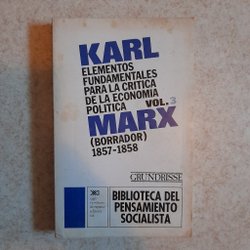 KARL
ELEMENTOS
FUNDAMENTALES
PARA LA CRITICA
DE LA ECONOMIA
POLITICA VOL. 3
MARX
(BORRADOR)
1857-1858
GRUNDRISSE
BIBLIOTECA DEL
PENSAMIENTO
SOCIALISTA